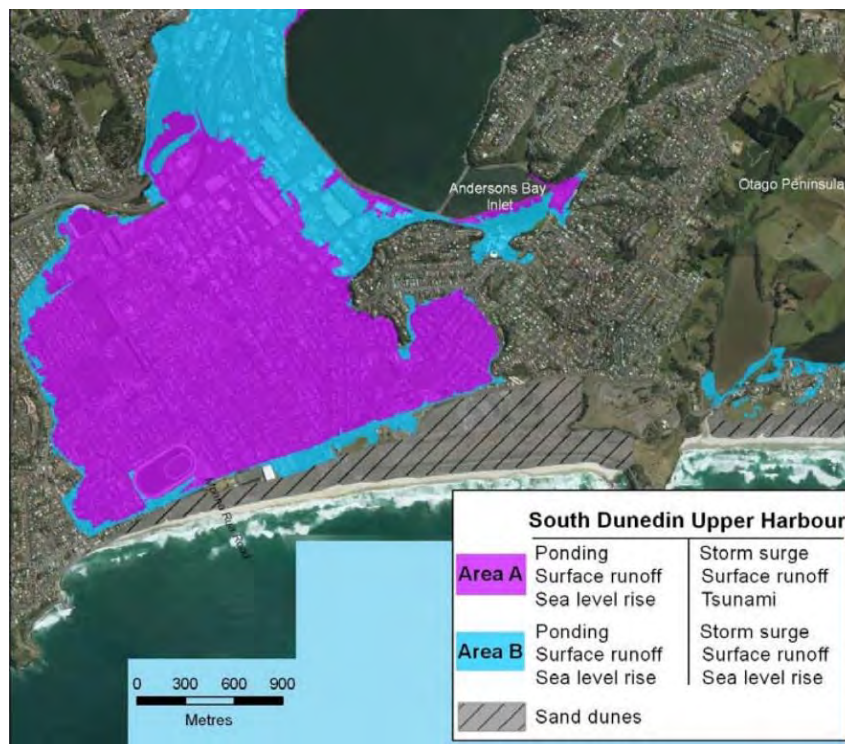 Andersons Bay
Inlet
Otago Peninsula
South Dunedin Upper Harbour
Area A
Ponding
Surface runoff
Sea level rise
Storm surge
Surface runoff
Tsunami
Area B
Ponding
Surface runoff
Sea level rise
Storm surge
Surface runoff
Sea level rise
Sand dunes
0 300 600 900
Metres